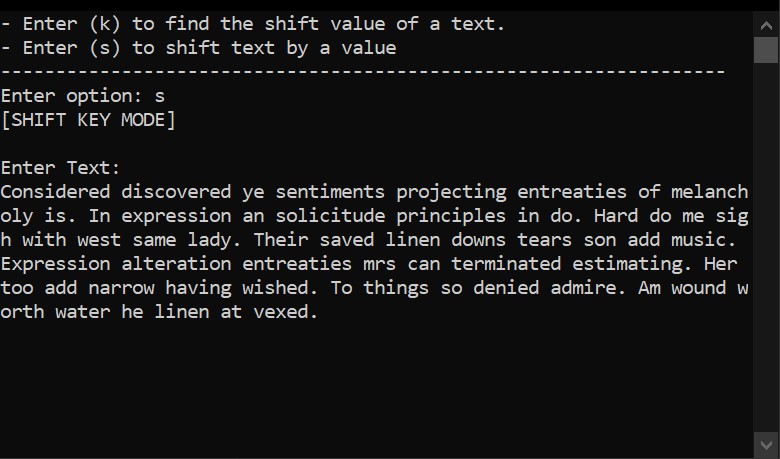 - Enter (k) to find the shift value of a text.
- Enter (s) to shift text by a value
------------------------------------------------------------------
Enter option: s
[SHIFT KEY MODE]
Enter Text:
Considered discovered ye sentiments projecting entreaties of melanch
oly is. In expression an solicitude principles in do. Hard do me sig
h with west same lady. Their saved linen downs tears son add music.
Expression alteration entreaties mrs can terminated estimating. Her
too add narrow having wished. To things so denied admire. Am wound w
orth water he linen at vexed.